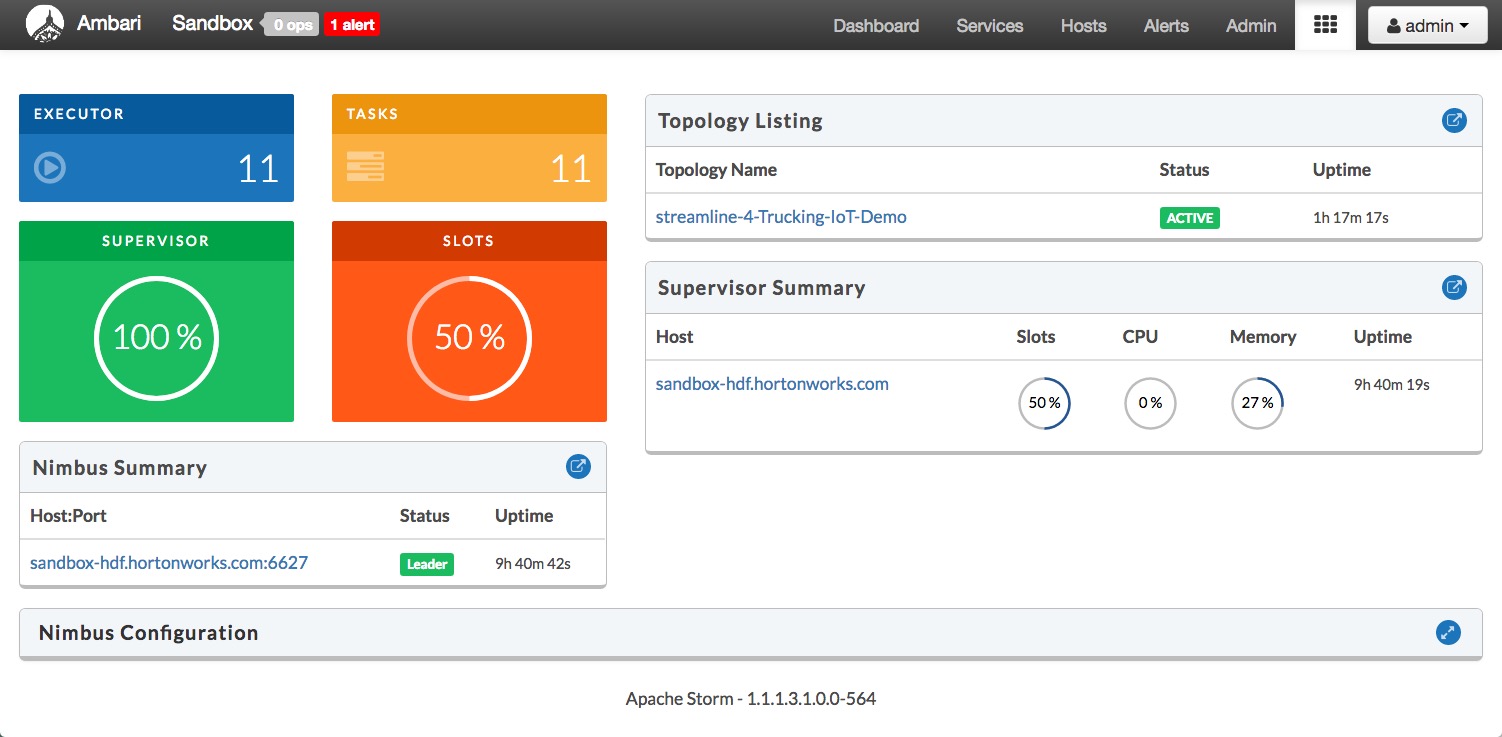 Ambari Sandbox 0 ops 1 alert Dashboard Services Hosts Alerts Admin admin
EXECUTOR
11
TASKS
11
SUPERVISOR
100 %
SLOTS
50 %
Nimbus Summary
Host:Port Status Uptime
sandbox-hdf.hortonworks.com:6627 Leader 9h 40m 42s
Topology Listing
Topology Name Status Uptime
streamline-4-Trucking-IoT-Demo ACTIVE 1h 17m 17s
Supervisor Summary
Host Slots CPU Memory Uptime
sandbox-hdf.hortonworks.com 50 % 0 % 27 % 9h 40m 19s
Nimbus Configuration
Apache Storm - 1.1.1.3.1.0.0-564